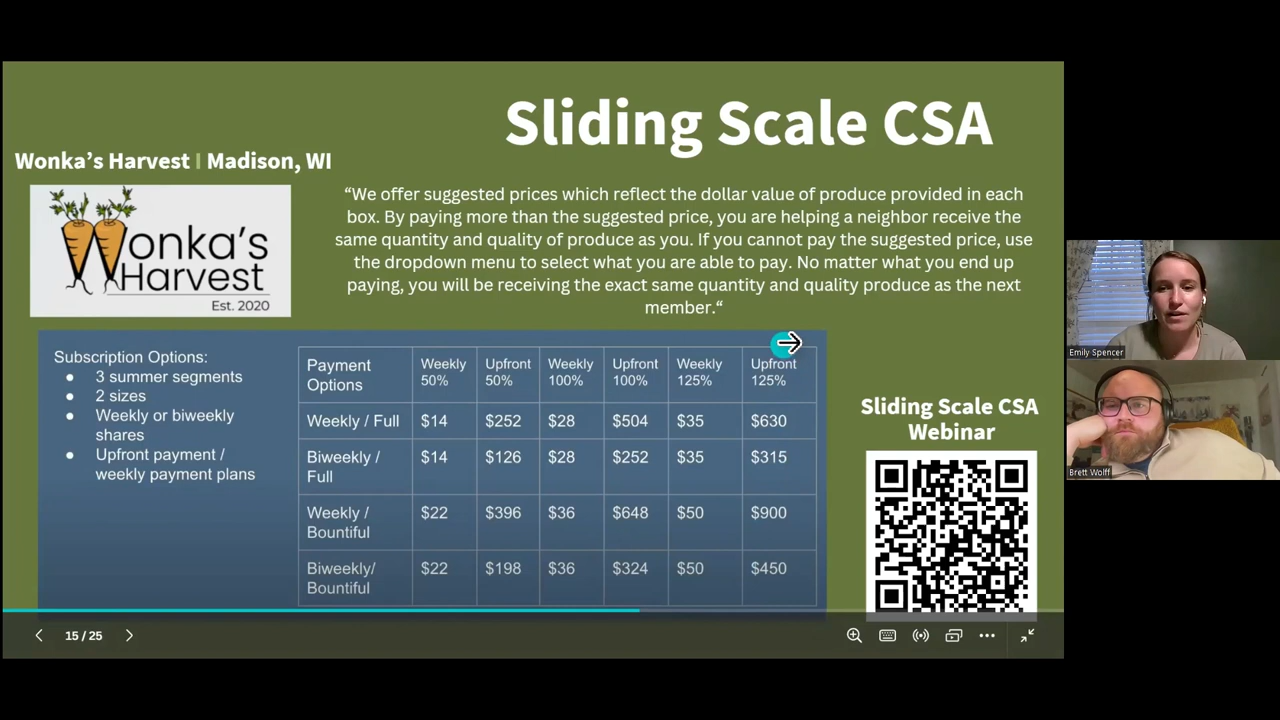 Sliding Scale CSA
Wonka's Harvest | Madison, WI
Wonka's
Harvest
Est. 2020
“We offer suggested prices which reflect the dollar value of produce provided in each
box. By paying more than the suggested price, you are helping a neighbor receive the
same quantity and quality of produce as you. If you cannot pay the suggested price, use
the dropdown menu to select what you are able to pay. No matter what you end up
paying, you will be receiving the exact same quantity and quality produce as the next
member.“
Subscription Options:
● 3 summer segments
● 2 sizes
● Weekly or biweekly
shares
● Upfront payment /
weekly payment plans
Payment Options Weekly 50% Upfront 50% Weekly 100% Upfront 100% Weekly 125% Upfront 125%
Weekly / Full $14 $252 $28 $504 $35 $630
Biweekly / Full $14 $126 $28 $252 $35 $315
Weekly / Bountiful $22 $396 $36 $648 $50 $900
Biweekly/ Bountiful $22 $198 $36 $324 $50 $450
Sliding Scale CSA
Webinar
15 / 25
Emily Spencer
Brett Wolff